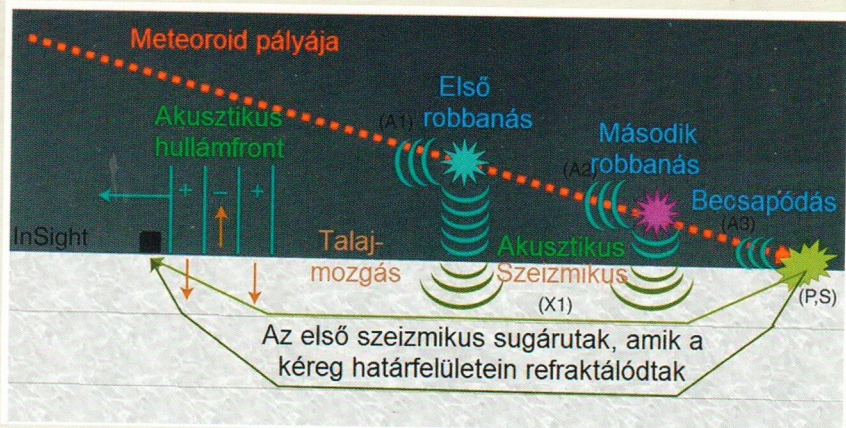 Meteoroid pályája
Első
robbanás
(A1)
Akusztikus
hullámfront
Második
robbanás
(A2)
Becsapódás
(A3)
+ − +
InSight
Talaj-
mozgás
Akusztikus
Szeizmikus
(X1)
(P,S)
Az első szeizmikus sugárutak, amik a
kéreg határfelületein refraktálódtak